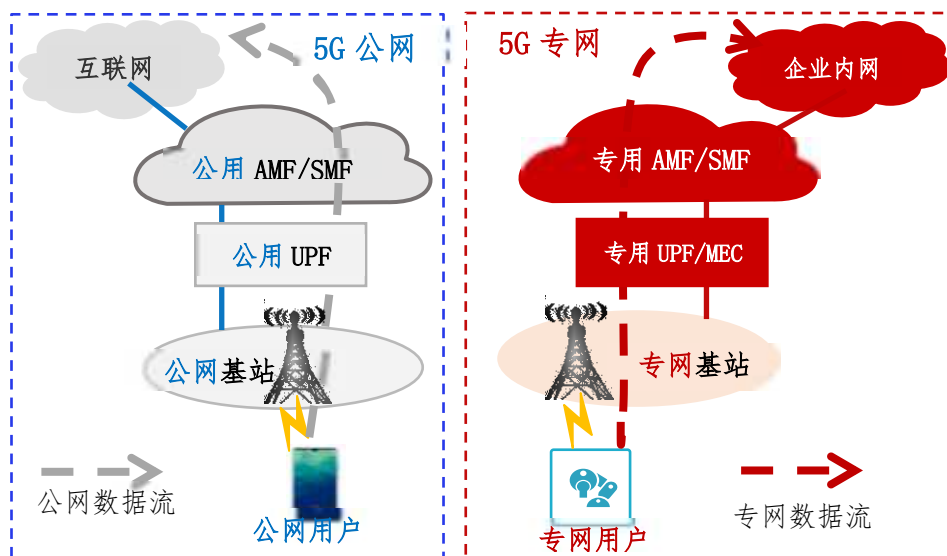 5G 公网
互联网
公用 AMF/SMF
公用 UPF
公网基站
公网数据流
公网用户
5G 专网
企业内网
专用 AMF/SMF
专用 UPF/MEC
专网基站
专网用户
专网数据流